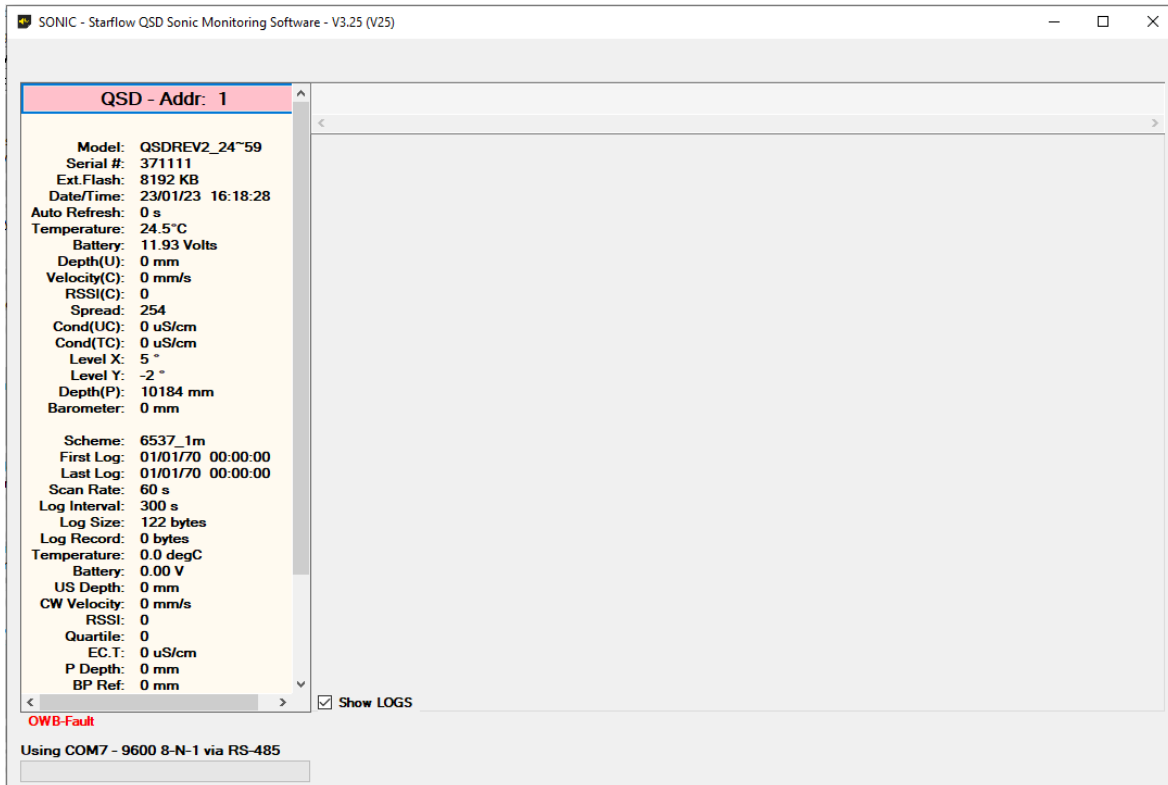 SONIC - Starflow QSD Sonic Monitoring Software - V3.25 (V25)
QSD - Addr: 1
Model: QSDREV2_24~59
Serial #: 371111
Ext.Flash: 8192 KB
Date/Time: 23/01/23 16:18:28
Auto Refresh: 0 s
Temperature: 24.5°C
Battery: 11.93 Volts
Depth(U): 0 mm
Velocity(C): 0 mm/s
RSSI(C): 0
Spread: 254
Cond(UC): 0 uS/cm
Cond(TC): 0 uS/cm
Level X: 5 °
Level Y: -2 °
Depth(P): 10184 mm
Barometer: 0 mm
Scheme: 6537_1m
First Log: 01/01/70 00:00:00
Last Log: 01/01/70 00:00:00
Scan Rate: 60 s
Log Interval: 300 s
Log Size: 122 bytes
Log Record: 0 bytes
Temperature: 0.0 degC
Battery: 0.00 V
US Depth: 0 mm
CW Velocity: 0 mm/s
RSSI: 0
Quartile: 0
EC.T: 0 uS/cm
P Depth: 0 mm
BP Ref: 0 mm
Show LOGS
OWB-Fault
Using COM7 - 9600 8-N-1 via RS-485